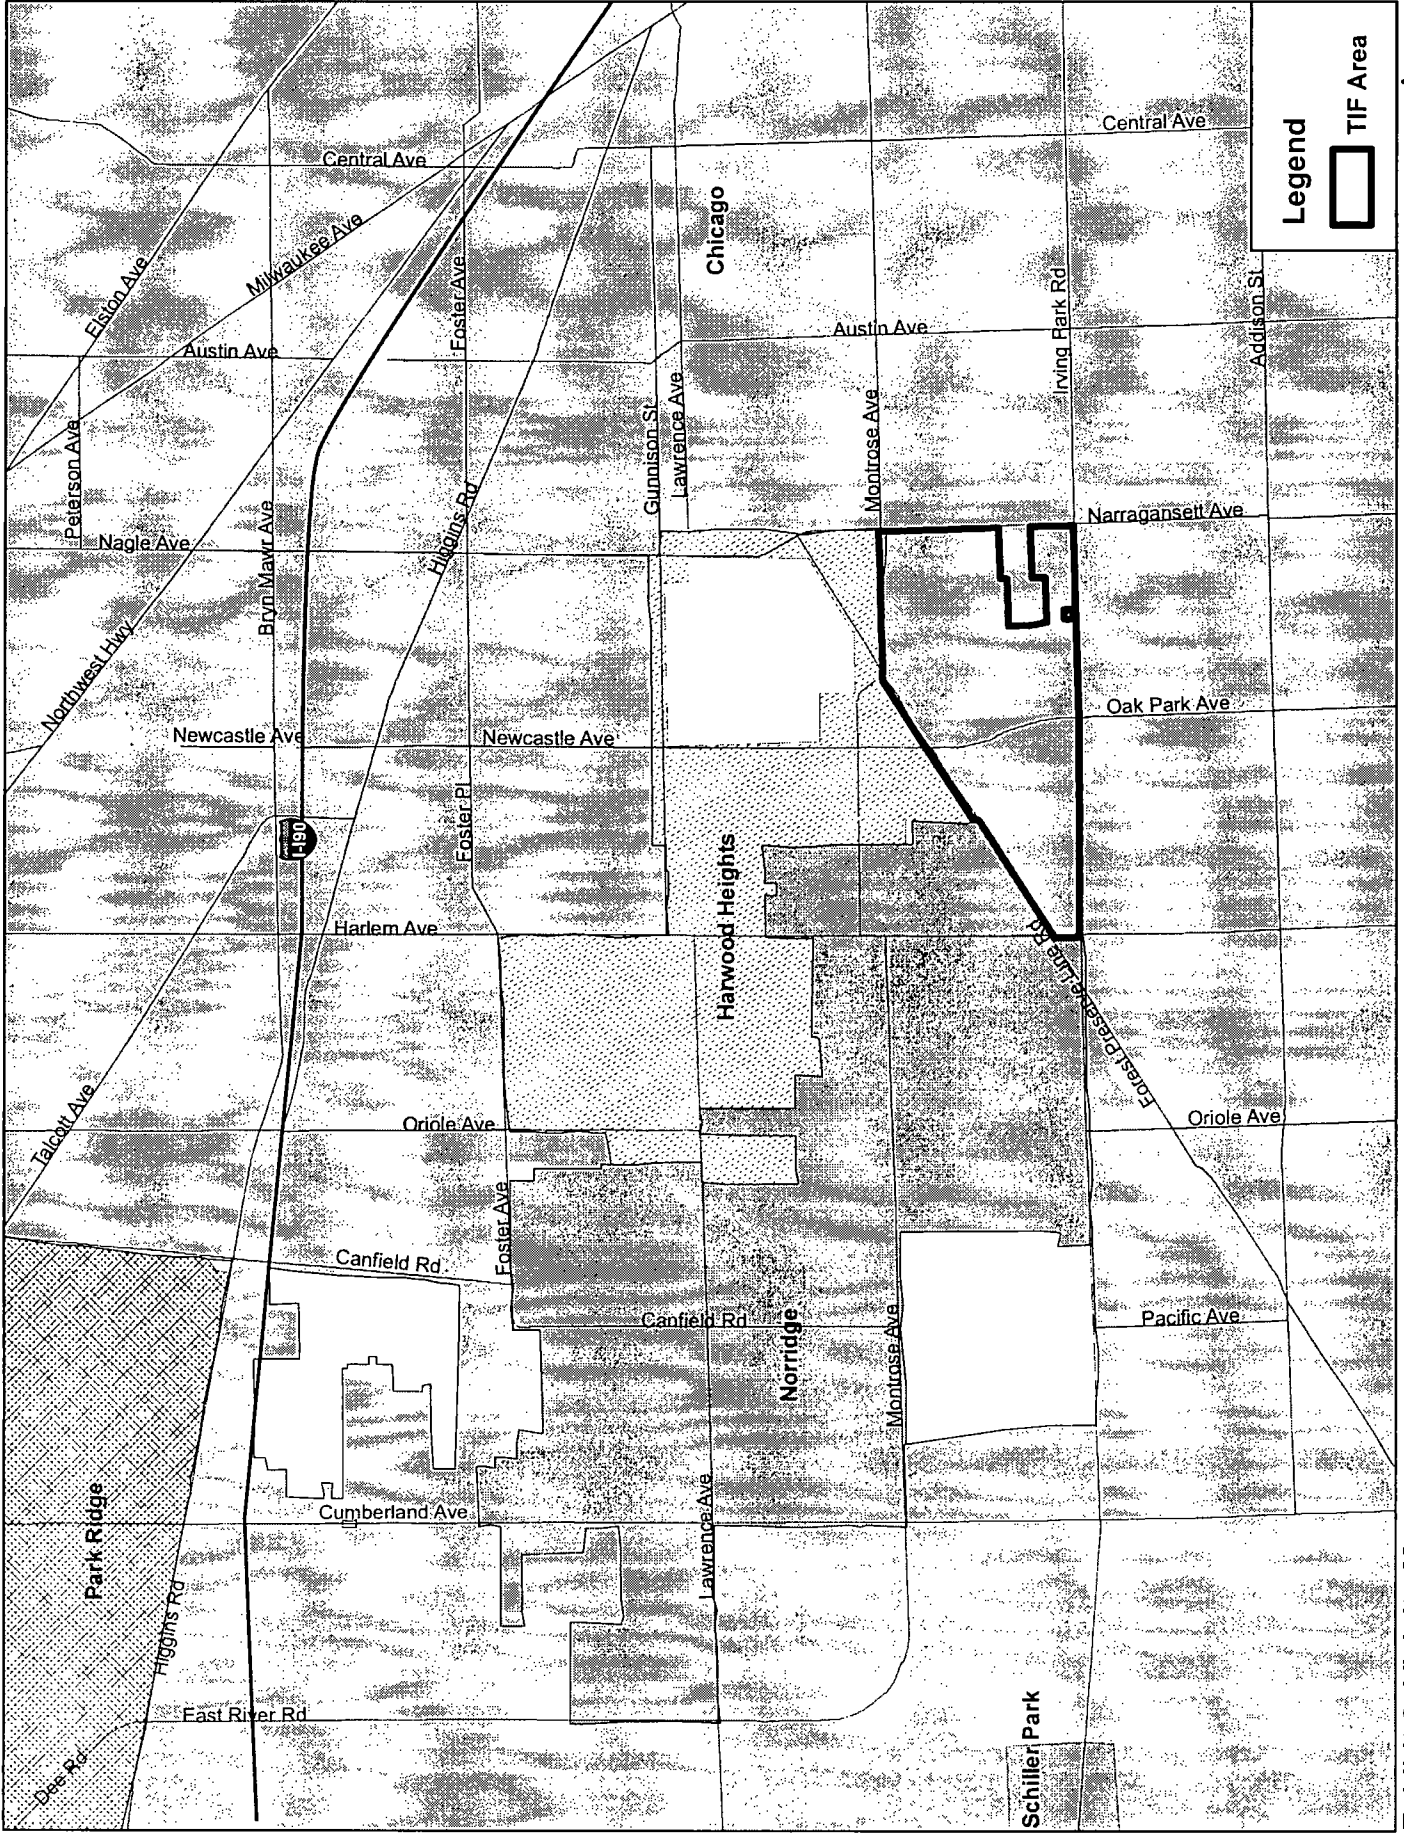 Park Ridge
Dee Rd
Higgins Rd
East River Rd
Cumberland Ave
Talcott Ave
Canfield Rd
Foster Ave
Oriole Ave
Harlem Ave
I-190
Foster Pl
Newcastle Ave
Newcastle Ave
Northwest Hwy
Nagle Ave
Peterson Ave
Bryn Mawr Ave
Higgins Rd
Austin Ave
Elston Ave
Milwaukee Ave
Central Ave
Foster Ave
Gunnison St
Lawrence Ave
Chicago
Austin Ave
Montrose Ave
Irving Park Rd
Central Ave
Addison St
Narragansett Ave
Oak Park Ave
Harwood Heights
Forest Preserve Line Rd
Oriole Ave
Pacific Ave
Canfield Rd
Norridge
Montrose Ave
Lawrence Ave
Schiller Park
Legend
TIF Area